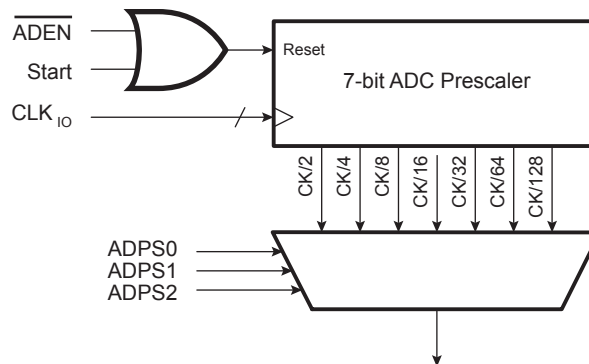 ADEN
Start
CLK IO
Reset
7-bit ADC Prescaler
CK/2
CK/4
CK/8
CK/16
CK/32
CK/64
CK/128
ADPS0
ADPS1
ADPS2